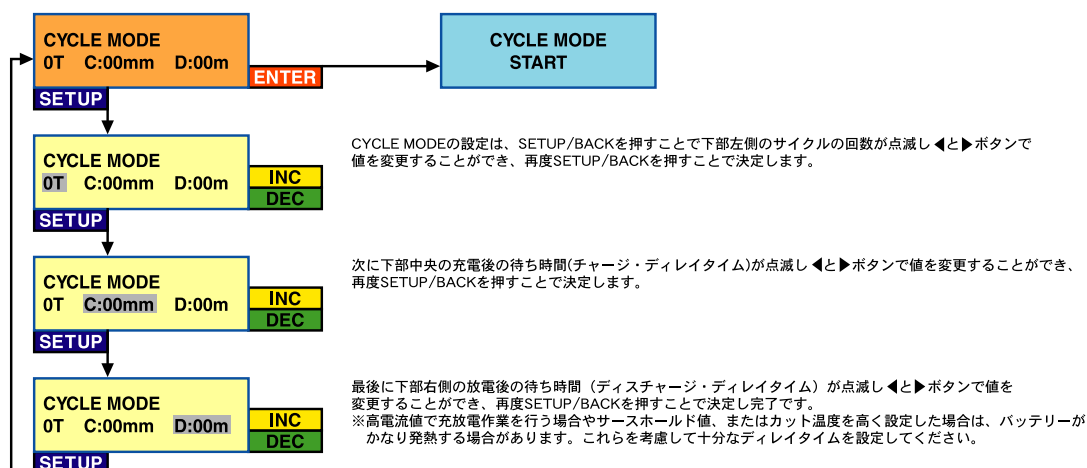 CYCLE MODE
0T C:00mm D:00m
ENTER
SETUP
CYCLE MODE
START
CYCLE MODE
0T C:00mm D:00m
INC
DEC
SETUP
CYCLE MODEの設定は、SETUP/BACKを押すことで下部左側のサイクルの回数が点滅し◀と▶ボタンで
値を変更することができ、再度SETUP/BACKを押すことで決定します。
CYCLE MODE
0T C:00mm D:00m
INC
DEC
SETUP
次に下部中央の充電後の待ち時間(チャージ・ディレイタイム)が点滅し◀と▶ボタンで値を変更することができ、
再度SETUP/BACKを押すことで決定します。
CYCLE MODE
0T C:00mm D:00m
INC
DEC
SETUP
最後に下部右側の放電後の待ち時間（ディスチャージ・ディレイタイム）が点滅し◀と▶ボタンで値を
変更することができ、再度SETUP/BACKを押すことで決定し完了です。
※高電流値で充放電作業を行う場合やサースホールド値、またはカット温度を高く設定した場合は、バッテリーが
かなり発熱する場合があります。これらを考慮して十分なディレイタイムを設定してください。